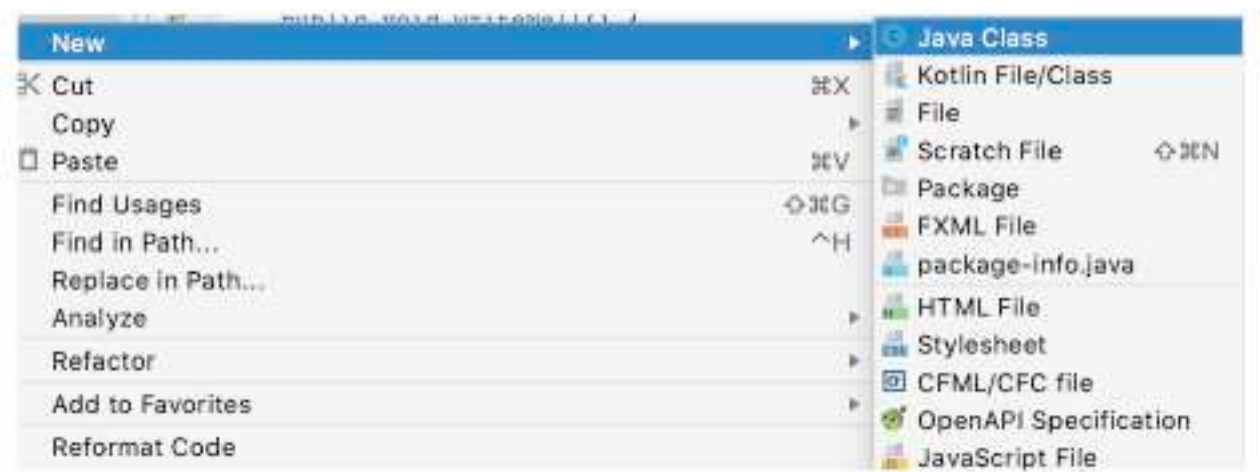 New
Cut ⌘X
Copy
Paste ⌘V
Find Usages ⇧⌘G
Find in Path... ^H
Replace in Path...
Analyze
Refactor
Add to Favorites
Reformat Code
Java Class
Kotlin File/Class
File
Scratch File ⇧⌘N
Package
FXML File
package-info.java
HTML File
Stylesheet
CFML/CFC file
OpenAPI Specification
JavaScript File